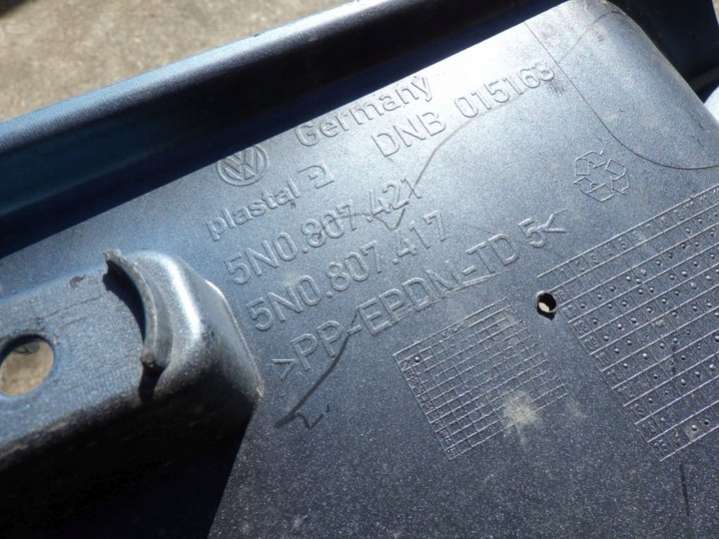 Germany
DNB 015163
plastal
5N0.807.421
5N0.807.417
>PP-EPDM-TD 5<